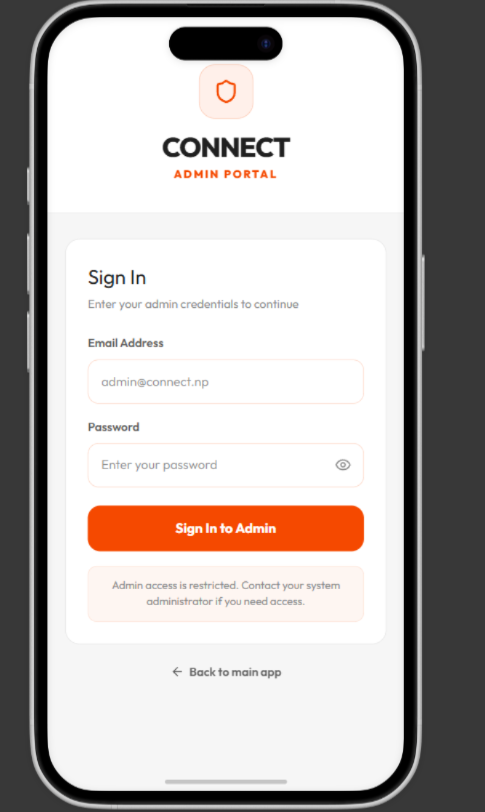 CONNECT
ADMIN PORTAL
Sign In
Enter your admin credentials to continue
Email Address
admin@connect.np
Password
Enter your password
Sign In to Admin
Admin access is restricted. Contact your system
administrator if you need access.
← Back to main app